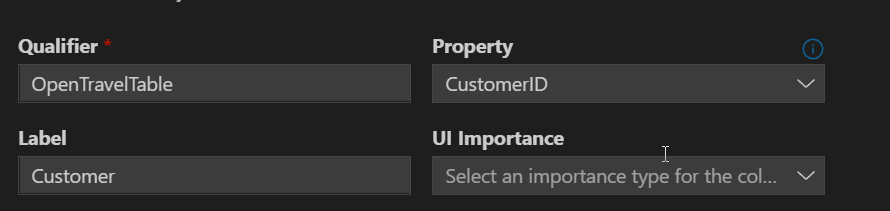 Qualifier * Property
OpenTravelTable CustomerID
Label UI Importance
Customer Select an importance type for the col...